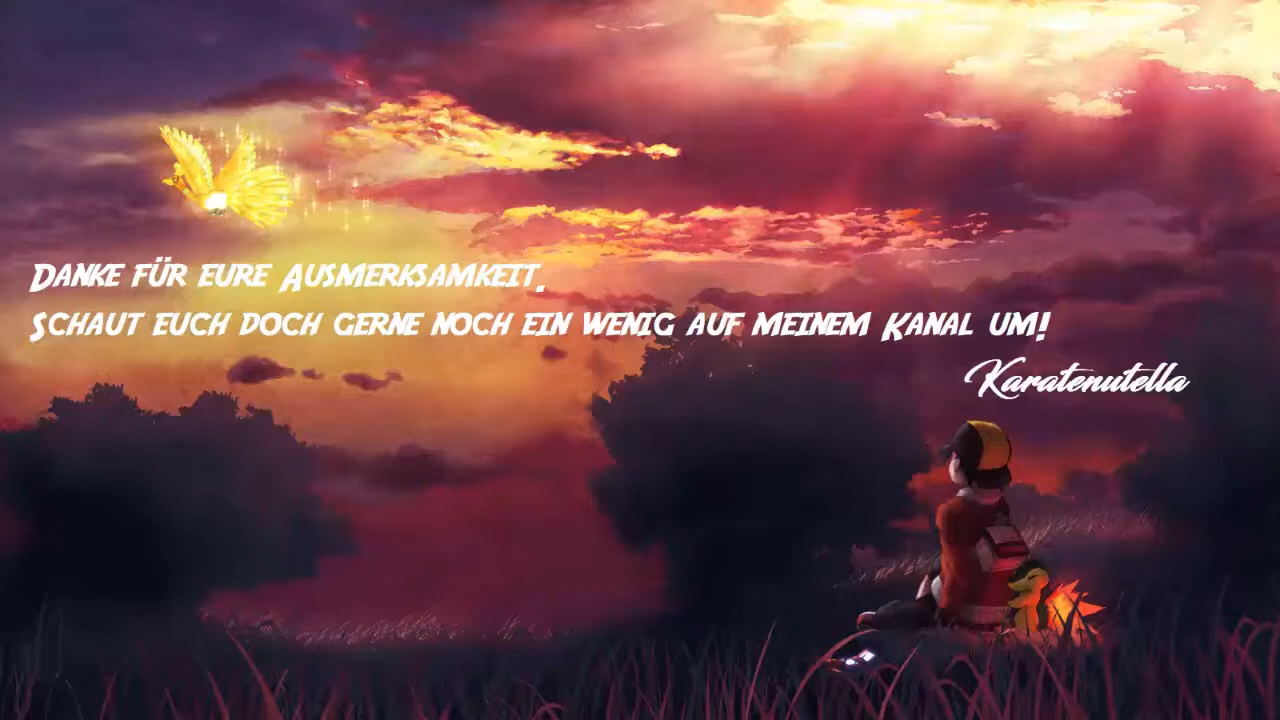 Danke für eure Ausmerksamkeit.
Schaut euch doch gerne noch ein wenig auf meinem Kanal um!
Karatenutella